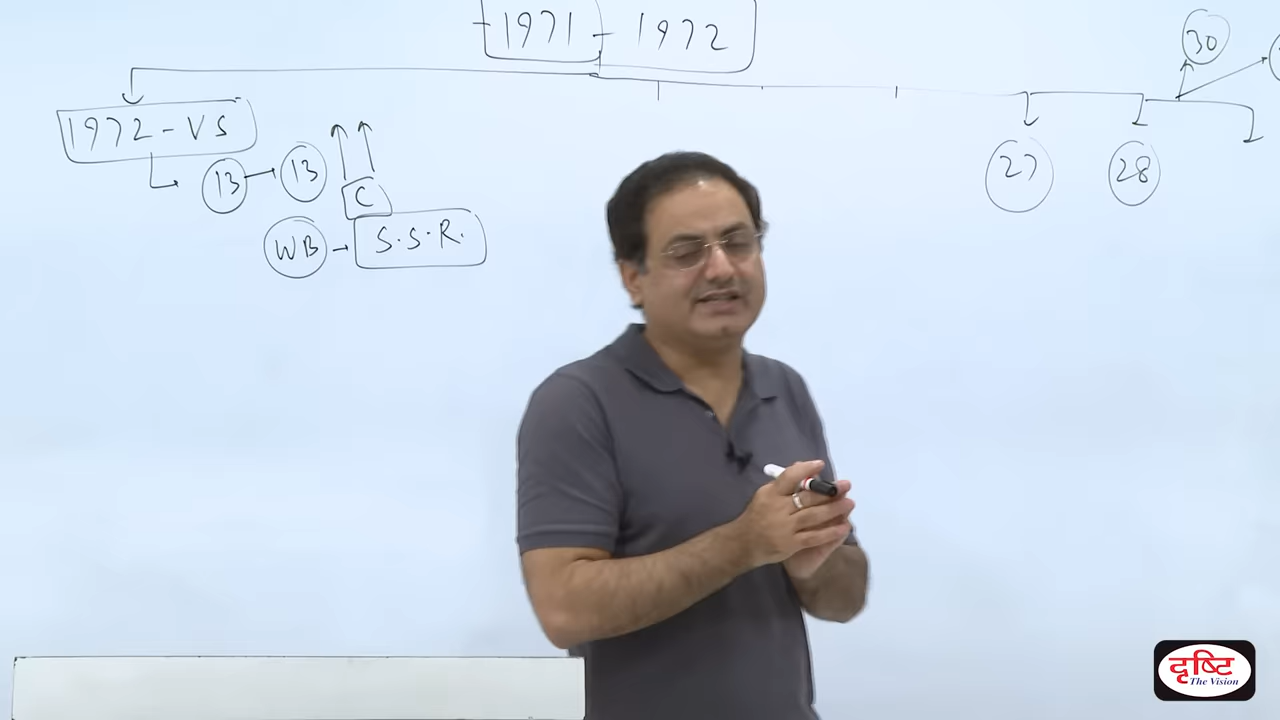 1971 - 1972
30
1972 - VS
13 → 13
C
WB → S.S.R.
27
28
दृष्टि
The Vision